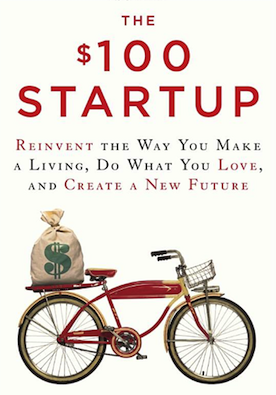 THE
$100
STARTUP
REINVENT THE WAY YOU MAKE
A LIVING, DO WHAT YOU LOVE,
AND CREATE A NEW FUTURE
$